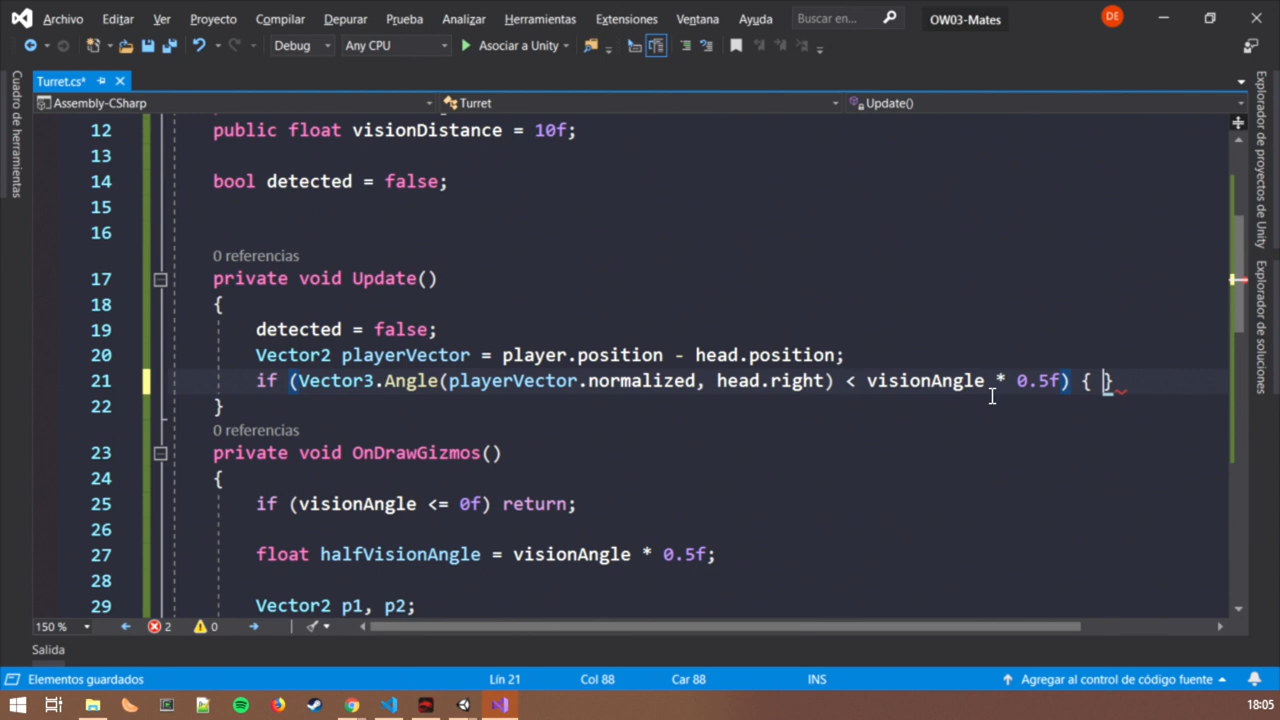 Archivo Editar Ver Proyecto Compilar Depurar Prueba Analizar Herramientas Extensiones Ventana Ayuda Buscar en... OW03-Mates DE
Debug Any CPU Asociar a Unity
Turret.cs*
Assembly-CSharp Turret Update()
12 public float visionDistance = 10f;
13
14 bool detected = false;
15
16
0 referencias
17 private void Update()
18 {
19 detected = false;
20 Vector2 playerVector = player.position - head.position;
21 if (Vector3.Angle(playerVector.normalized, head.right) < visionAngle * 0.5f) { }
22 }
0 referencias
23 private void OnDrawGizmos()
24 {
25 if (visionAngle <= 0f) return;
26
27 float halfVisionAngle = visionAngle * 0.5f;
28
29 Vector2 p1, p2;
150 % 2 0
Salida
Elementos guardados Lín 21 Col 88 Car 88 INS Agregar al control de código fuente
18:05
Cuadro de herramientas
Explorador de proyectos de Unity
Explorador de soluciones